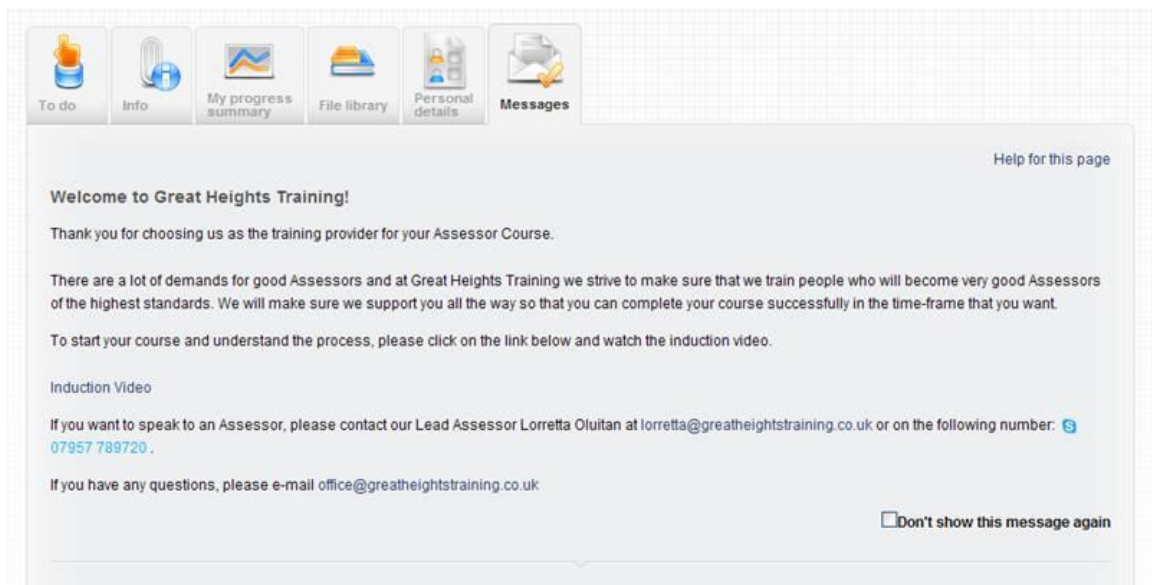 To do
Info
My progress
summary
File library
Personal
details
Messages
Help for this page
Welcome to Great Heights Training!
Thank you for choosing us as the training provider for your Assessor Course.
There are a lot of demands for good Assessors and at Great Heights Training we strive to make sure that we train people who will become very good Assessors
of the highest standards. We will make sure we support you all the way so that you can complete your course successfully in the time-frame that you want.
To start your course and understand the process, please click on the link below and watch the induction video.
Induction Video
If you want to speak to an Assessor, please contact our Lead Assessor Lorretta Oluitan at lorretta@greatheightstraining.co.uk or on the following number:
07957 789720 .
If you have any questions, please e-mail office@greatheightstraining.co.uk
Don't show this message again